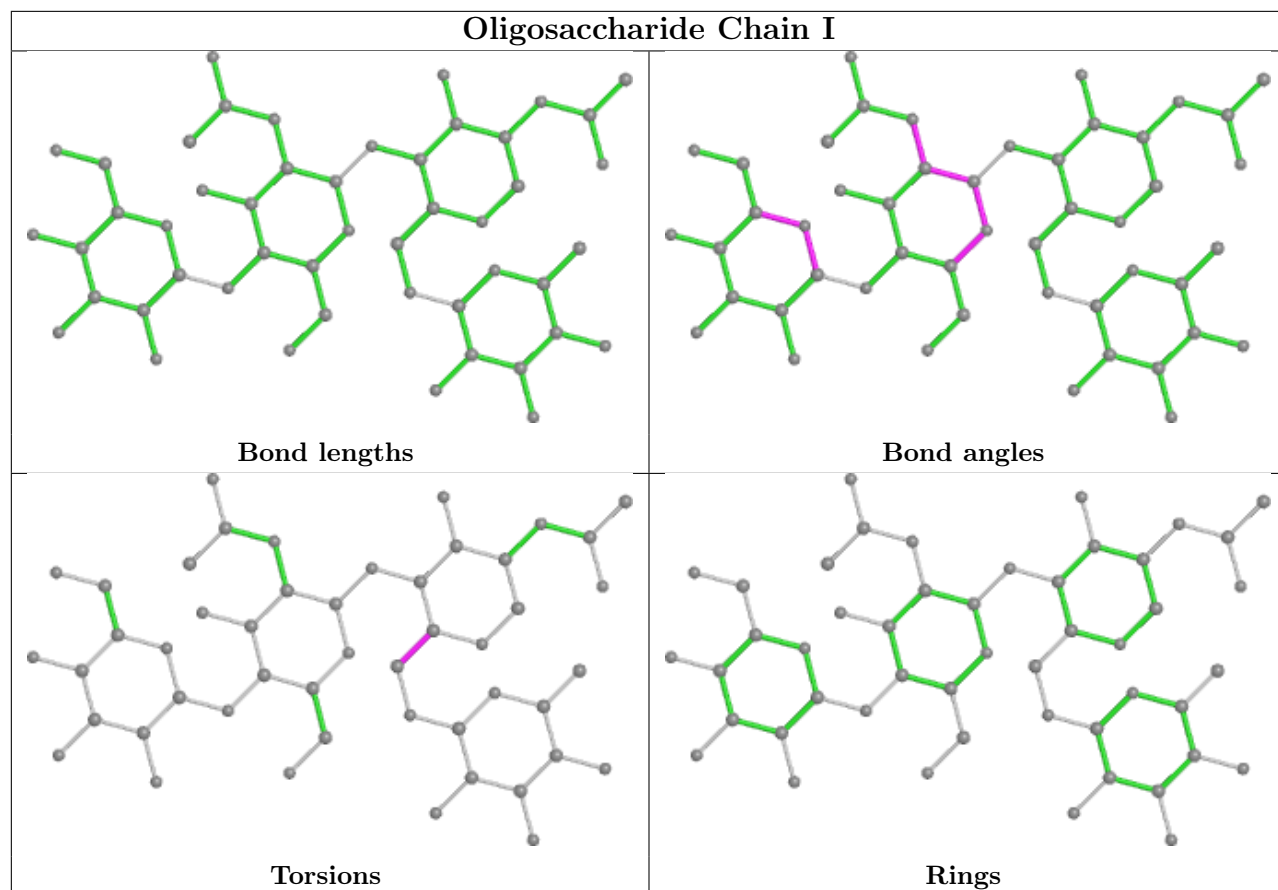 Oligosaccharide Chain I
Bond lengths
Bond angles
Torsions
Rings